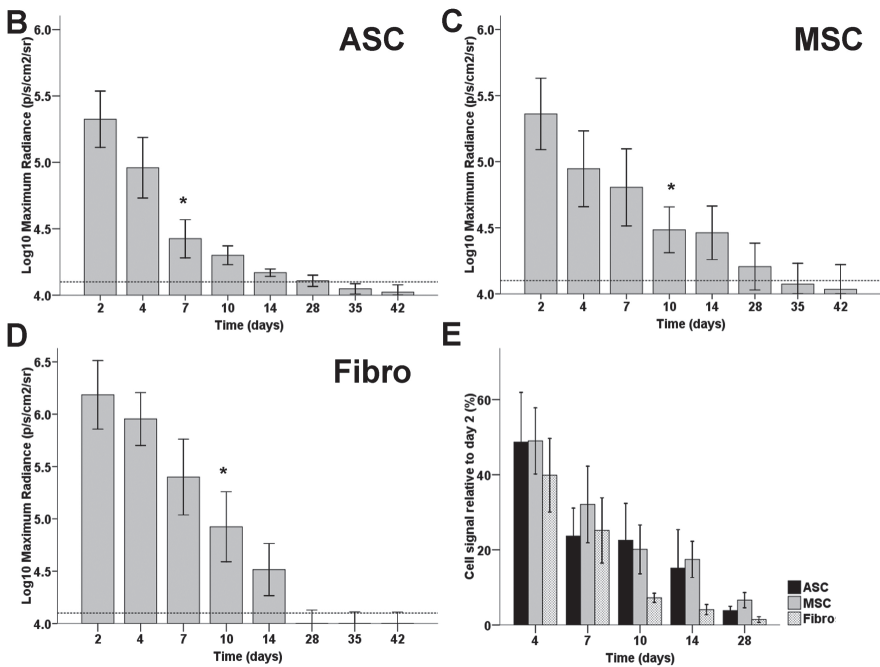 B
ASC
Log10 Maximum Radiance (p/s/cm2/sr)
6.0
5.5
5.0
4.5
4.0
*
2 4 7 10 14 28 35 42
Time (days)
C
MSC
Log10 Maximum Radiance (p/s/cm2/sr)
6.0
5.5
5.0
4.5
4.0
*
2 4 7 10 14 28 35 42
Time (days)
D
Fibro
Log10 Maximum Radiance (p/s/cm2/sr)
6.5
6.0
5.5
5.0
4.5
4.0
*
2 4 7 10 14 28 35 42
Time (days)
E
Cell signal relative to day 2 (%)
60
40
20
0
4 7 10 14 28
Time (days)
ASC
MSC
Fibro